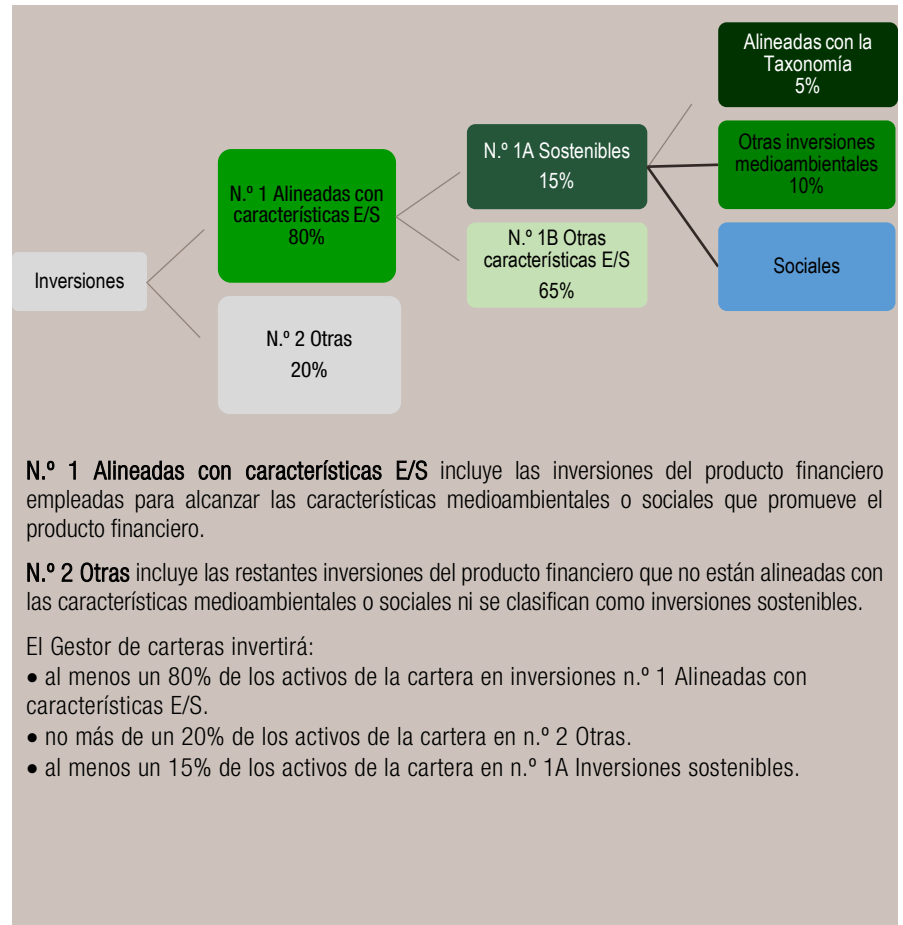 Alineadas con la
Taxonomía
5%
N.º 1A Sostenibles
15%
Otras inversiones
medioambientales
10%
N.º 1 Alineadas con
características E/S
80%
N.º 1B Otras
características E/S
65%
Sociales
Inversiones
N.º 2 Otras
20%
N.º 1 Alineadas con características E/S incluye las inversiones del producto financiero
empleadas para alcanzar las características medioambientales o sociales que promueve el
producto financiero.
N.º 2 Otras incluye las restantes inversiones del producto financiero que no están alineadas con
las características medioambientales o sociales ni se clasifican como inversiones sostenibles.
El Gestor de carteras invertirá:
• al menos un 80% de los activos de la cartera en inversiones n.º 1 Alineadas con
características E/S.
• no más de un 20% de los activos de la cartera en n.º 2 Otras.
• al menos un 15% de los activos de la cartera en n.º 1A Inversiones sostenibles.